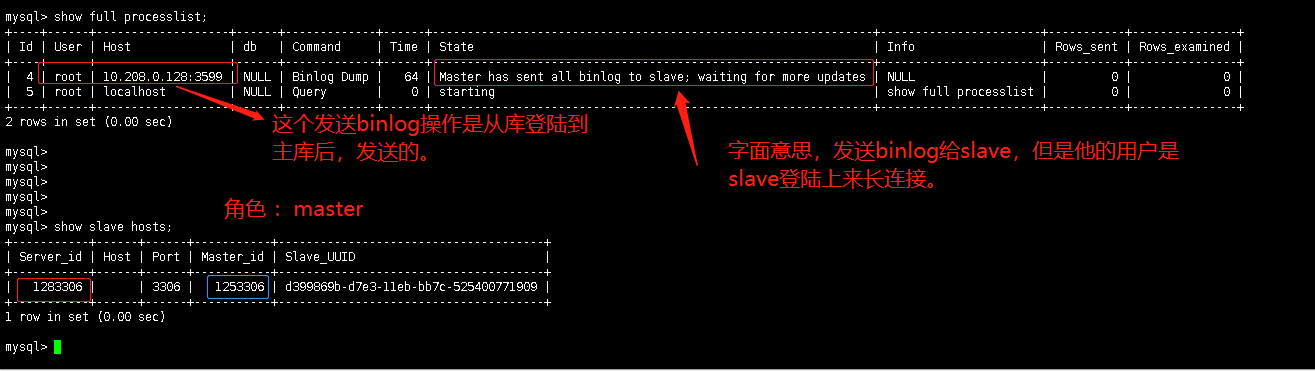 mysql> show full processlist;
+----+------+------------------+------+-------------+------+---------------------------------------------------------------+-----------------------+-----------+---------------+
| Id | User | Host | db | Command | Time | State | Info | Rows_sent | Rows_examined |
| 4 | root | 10.208.0.128:3599 | NULL | Binlog Dump | 64 | Master has sent all binlog to slave; waiting for more updates | NULL | 0 | 0 |
| 5 | root | localhost | NULL | Query | 0 | starting | show full processlist | 0 | 0 |
2 rows in set (0.00 sec)
这个发送binlog操作是从库登陆到
主库后，发送的。
字面意思，发送binlog给slave，但是他的用户是
slave登陆上来长连接。
mysql>
mysql>
mysql>
mysql>
mysql>
角色 ：master
mysql> show slave hosts;
| Server_id | Host | Port | Master_id | Slave_UUID |
| 1283306 | | 3306 | 1253306 | d399869b-d7e3-11eb-bb7c-525400771909 |
1 row in set (0.00 sec)
mysql>